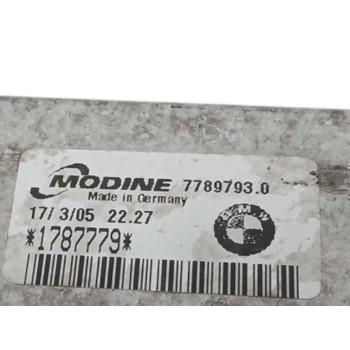 MODINE 7789793.0
Made in Germany
17/ 3/05 22.27
BMW
*1787779*